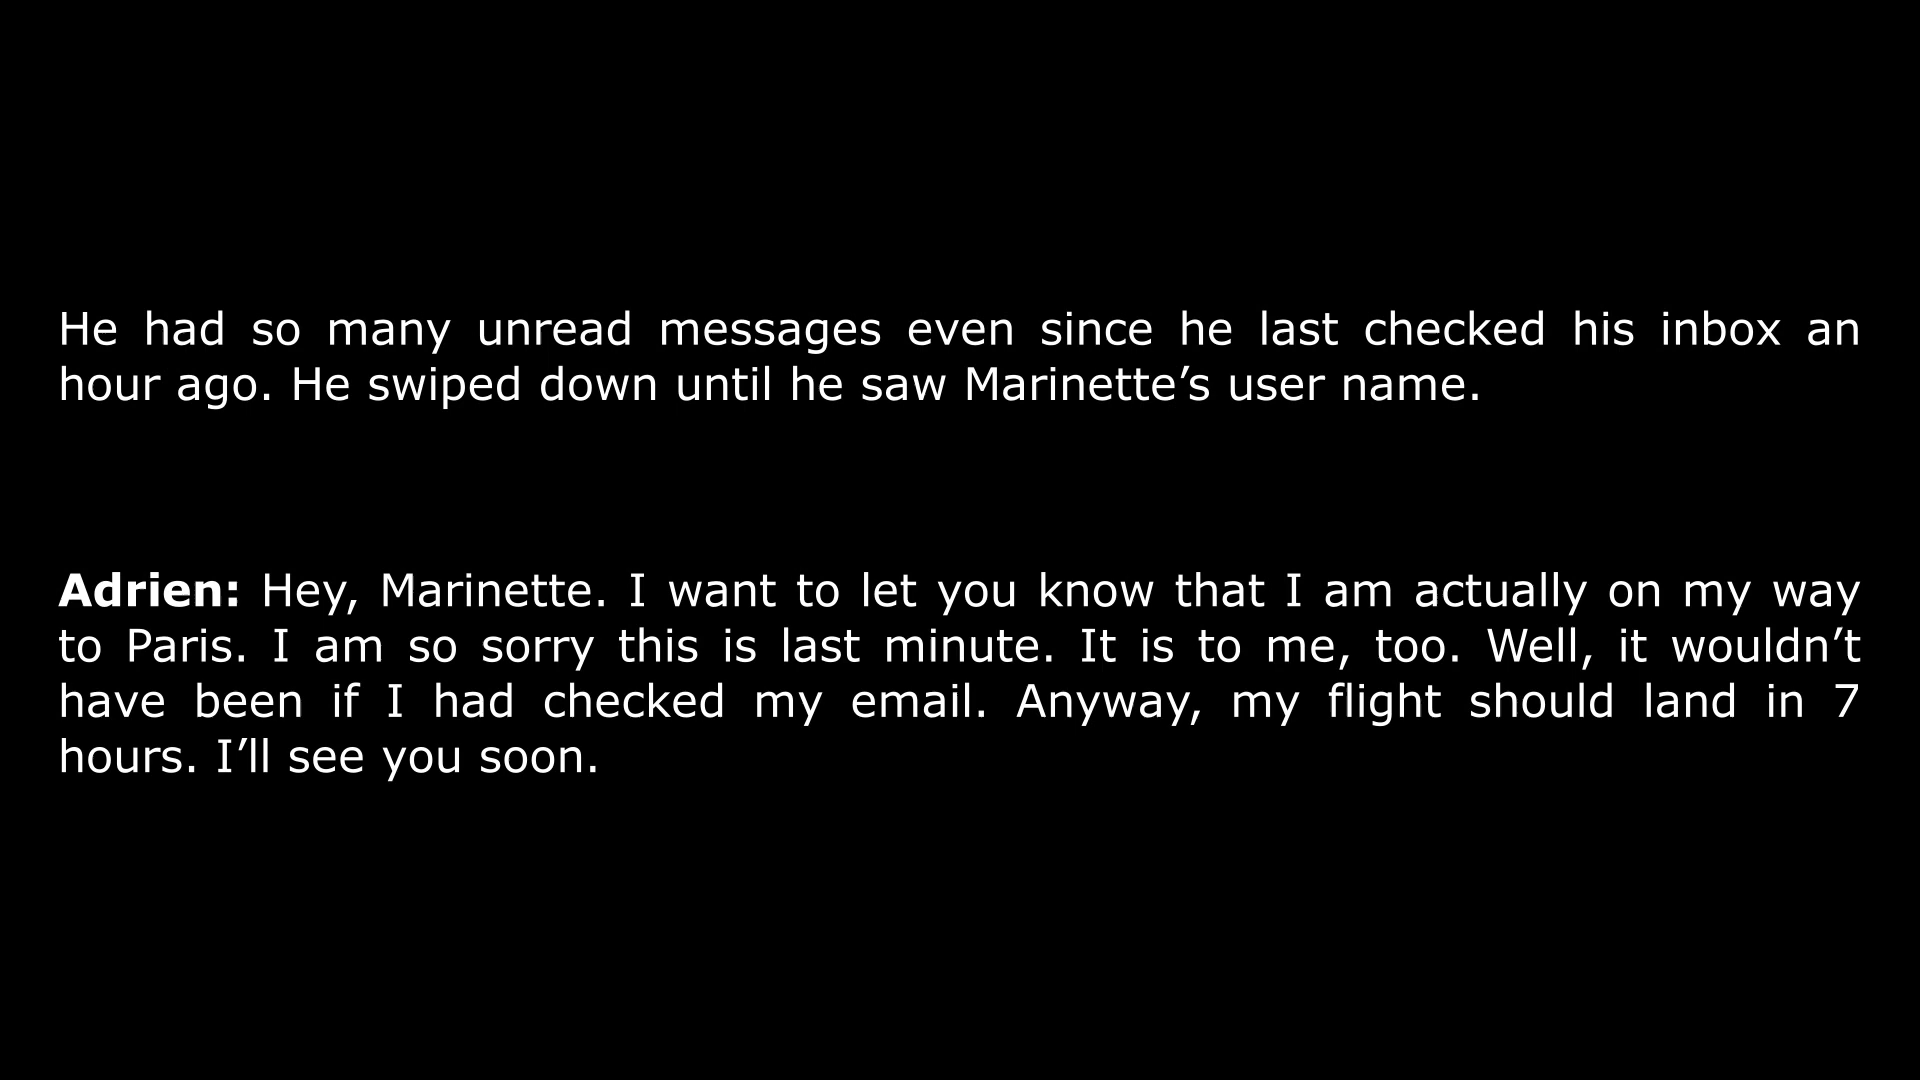 He had so many unread messages even since he last checked his inbox an
hour ago. He swiped down until he saw Marinette’s user name.
Adrien: Hey, Marinette. I want to let you know that I am actually on my way
to Paris. I am so sorry this is last minute. It is to me, too. Well, it wouldn’t
have been if I had checked my email. Anyway, my flight should land in 7
hours. I’ll see you soon.